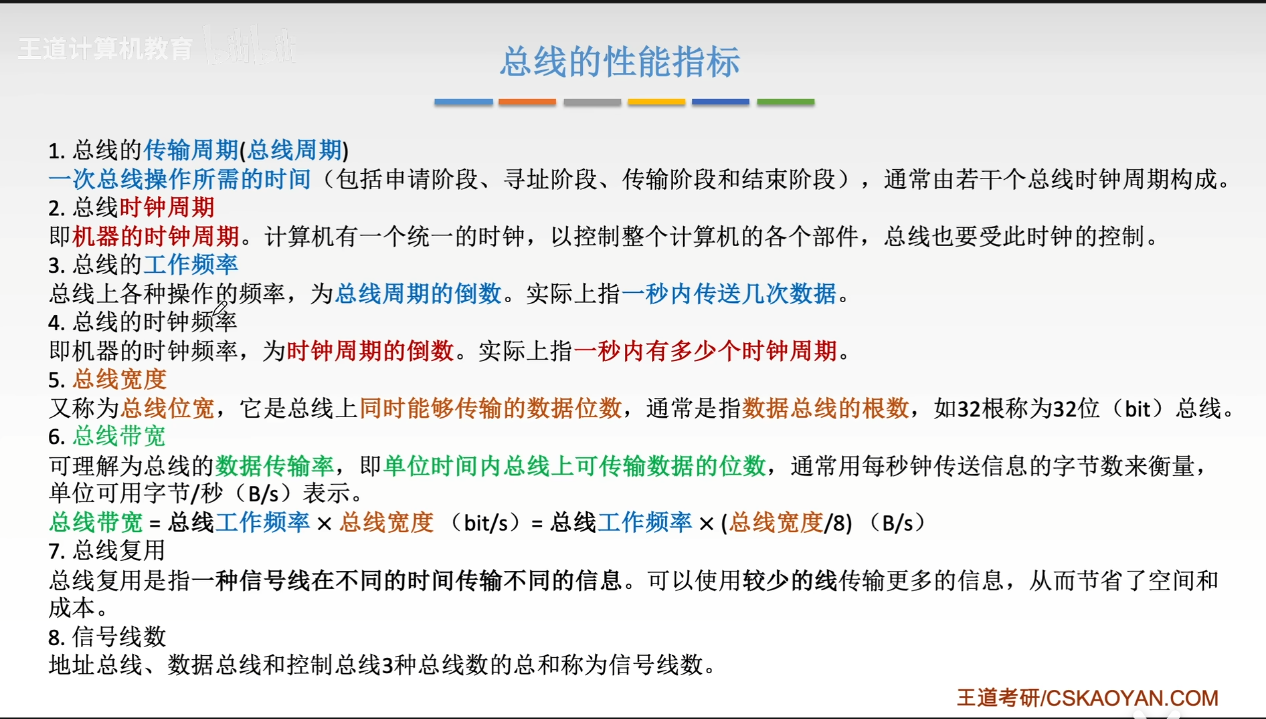 王道计算机教育
总线的性能指标
1. 总线的传输周期(总线周期)
一次总线操作所需的时间（包括申请阶段、寻址阶段、传输阶段和结束阶段），通常由若干个总线时钟周期构成。
2. 总线时钟周期
即机器的时钟周期。计算机有一个统一的时钟，以控制整个计算机的各个部件，总线也要受此时钟的控制。
3. 总线的工作频率
总线上各种操作的频率，为总线周期的倒数。实际上指一秒内传送几次数据。
4. 总线的时钟频率
即机器的时钟频率，为时钟周期的倒数。实际上指一秒内有多少个时钟周期。
5. 总线宽度
又称为总线位宽，它是总线上同时能够传输的数据位数，通常是指数据总线的根数，如32根称为32位（bit）总线。
6. 总线带宽
可理解为总线的数据传输率，即单位时间内总线上可传输数据的位数，通常用每秒钟传送信息的字节数来衡量，
单位可用字节/秒（B/s）表示。
总线带宽 = 总线工作频率 × 总线宽度 （bit/s）= 总线工作频率 × (总线宽度/8) （B/s）
7. 总线复用
总线复用是指一种信号线在不同的时间传输不同的信息。可以使用较少的线传输更多的信息，从而节省了空间和
成本。
8. 信号线数
地址总线、数据总线和控制总线3种总线数的总和称为信号线数。
王道考研/CSKAOYAN.COM